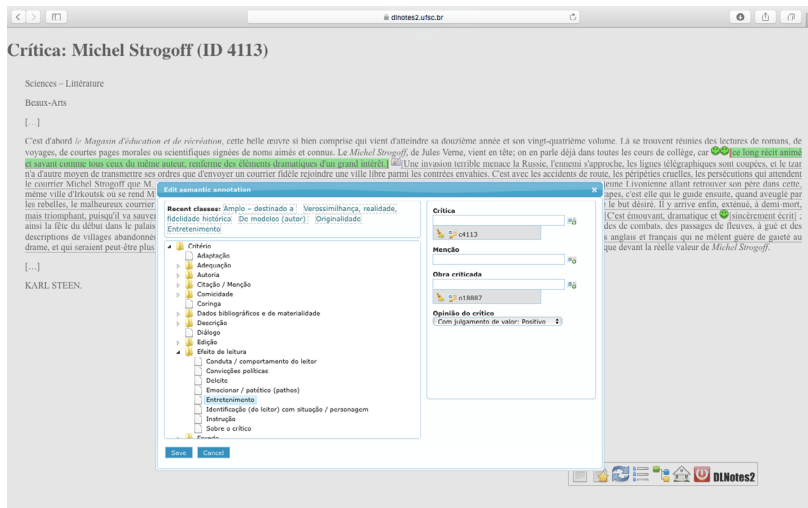 dlnotes2.ufsc.br
Crítica: Michel Strogoff (ID 4113)
Sciences – Littérature
Beaux-Arts
[…]
C'est d'abord le Magasin d'éducation et de récréation, cette belle œuvre si bien comprise qui vient d'atteindre sa douzième année et son vingt-quatrième volume. Là se trouvent réunies des lectures de romans, de
voyages, de courtes pages morales ou scientifiques signées de noms aimés et connus. Le Michel Strogoff, de Jules Verne, vient en tête; on en parle déjà dans toutes les cours de collège, car [ce long récit animé
et savant comme tous ceux du même auteur, renferme des éléments dramatiques d'un grand intérêt.] [Une invasion terrible menace la Russie, l'ennemi s'approche, les lignes télégraphiques sont coupées, et le tzar
n'a d'autre moyen de transmettre ses ordres que d'envoyer un courrier fidèle rejoindre une ville libre parmi les contrées envahies. C'est avec les accidents de route, les péripéties cruelles, les persécutions qui attendent
le courrier Michel Strogoff que M. jeune Livonienne allant retrouver son père dans cette,
même ville d'Irkoutsk où se rend M apes, c'est elle qui le guide ensuite, quand aveuglé par
les rebelles, le malheureux courrier le but désiré. Il y arrive enfin, exténué, à demi-mort,
mais triomphant, puisqu'il va sauver [C'est émouvant, dramatique et [sincèrement écrit] ;
ainsi la fête du début dans le palais des de combats, des passages de fleuves, à gué et des
descriptions de villages abandonnés s anglais et français qui ne mêlent guère de gaieté au
drame, et qui seraient peut-être plus que devant la réelle valeur de Michel Strogoff.
[…]
KARL STEEN.
Edit semantic annotation
x
Recent classes: Amplo – destinado a Verossimilhança, realidade,
fidelidade histórica De modelos (autor) Originalidade
Entretenimento
Critério
Adaptação
Adequação
Autoria
Citação / Menção
Comicidade
Coringa
Dados bibliográficos e de materialidade
Descrição
Diálogo
Edição
Efeito de leitura
Conduta / comportamento do leitor
Convicções políticas
Deleite
Emocionar / patético (pathos)
Entretenimento
Identificação (do leitor) com situação / personagem
Instrução
Sobre o crítico
Crítica
c4113
Menção
Obra criticada
n18887
Opinião do crítico
Com julgamento de valor: Positivo
Save Cancel
DLNotes2